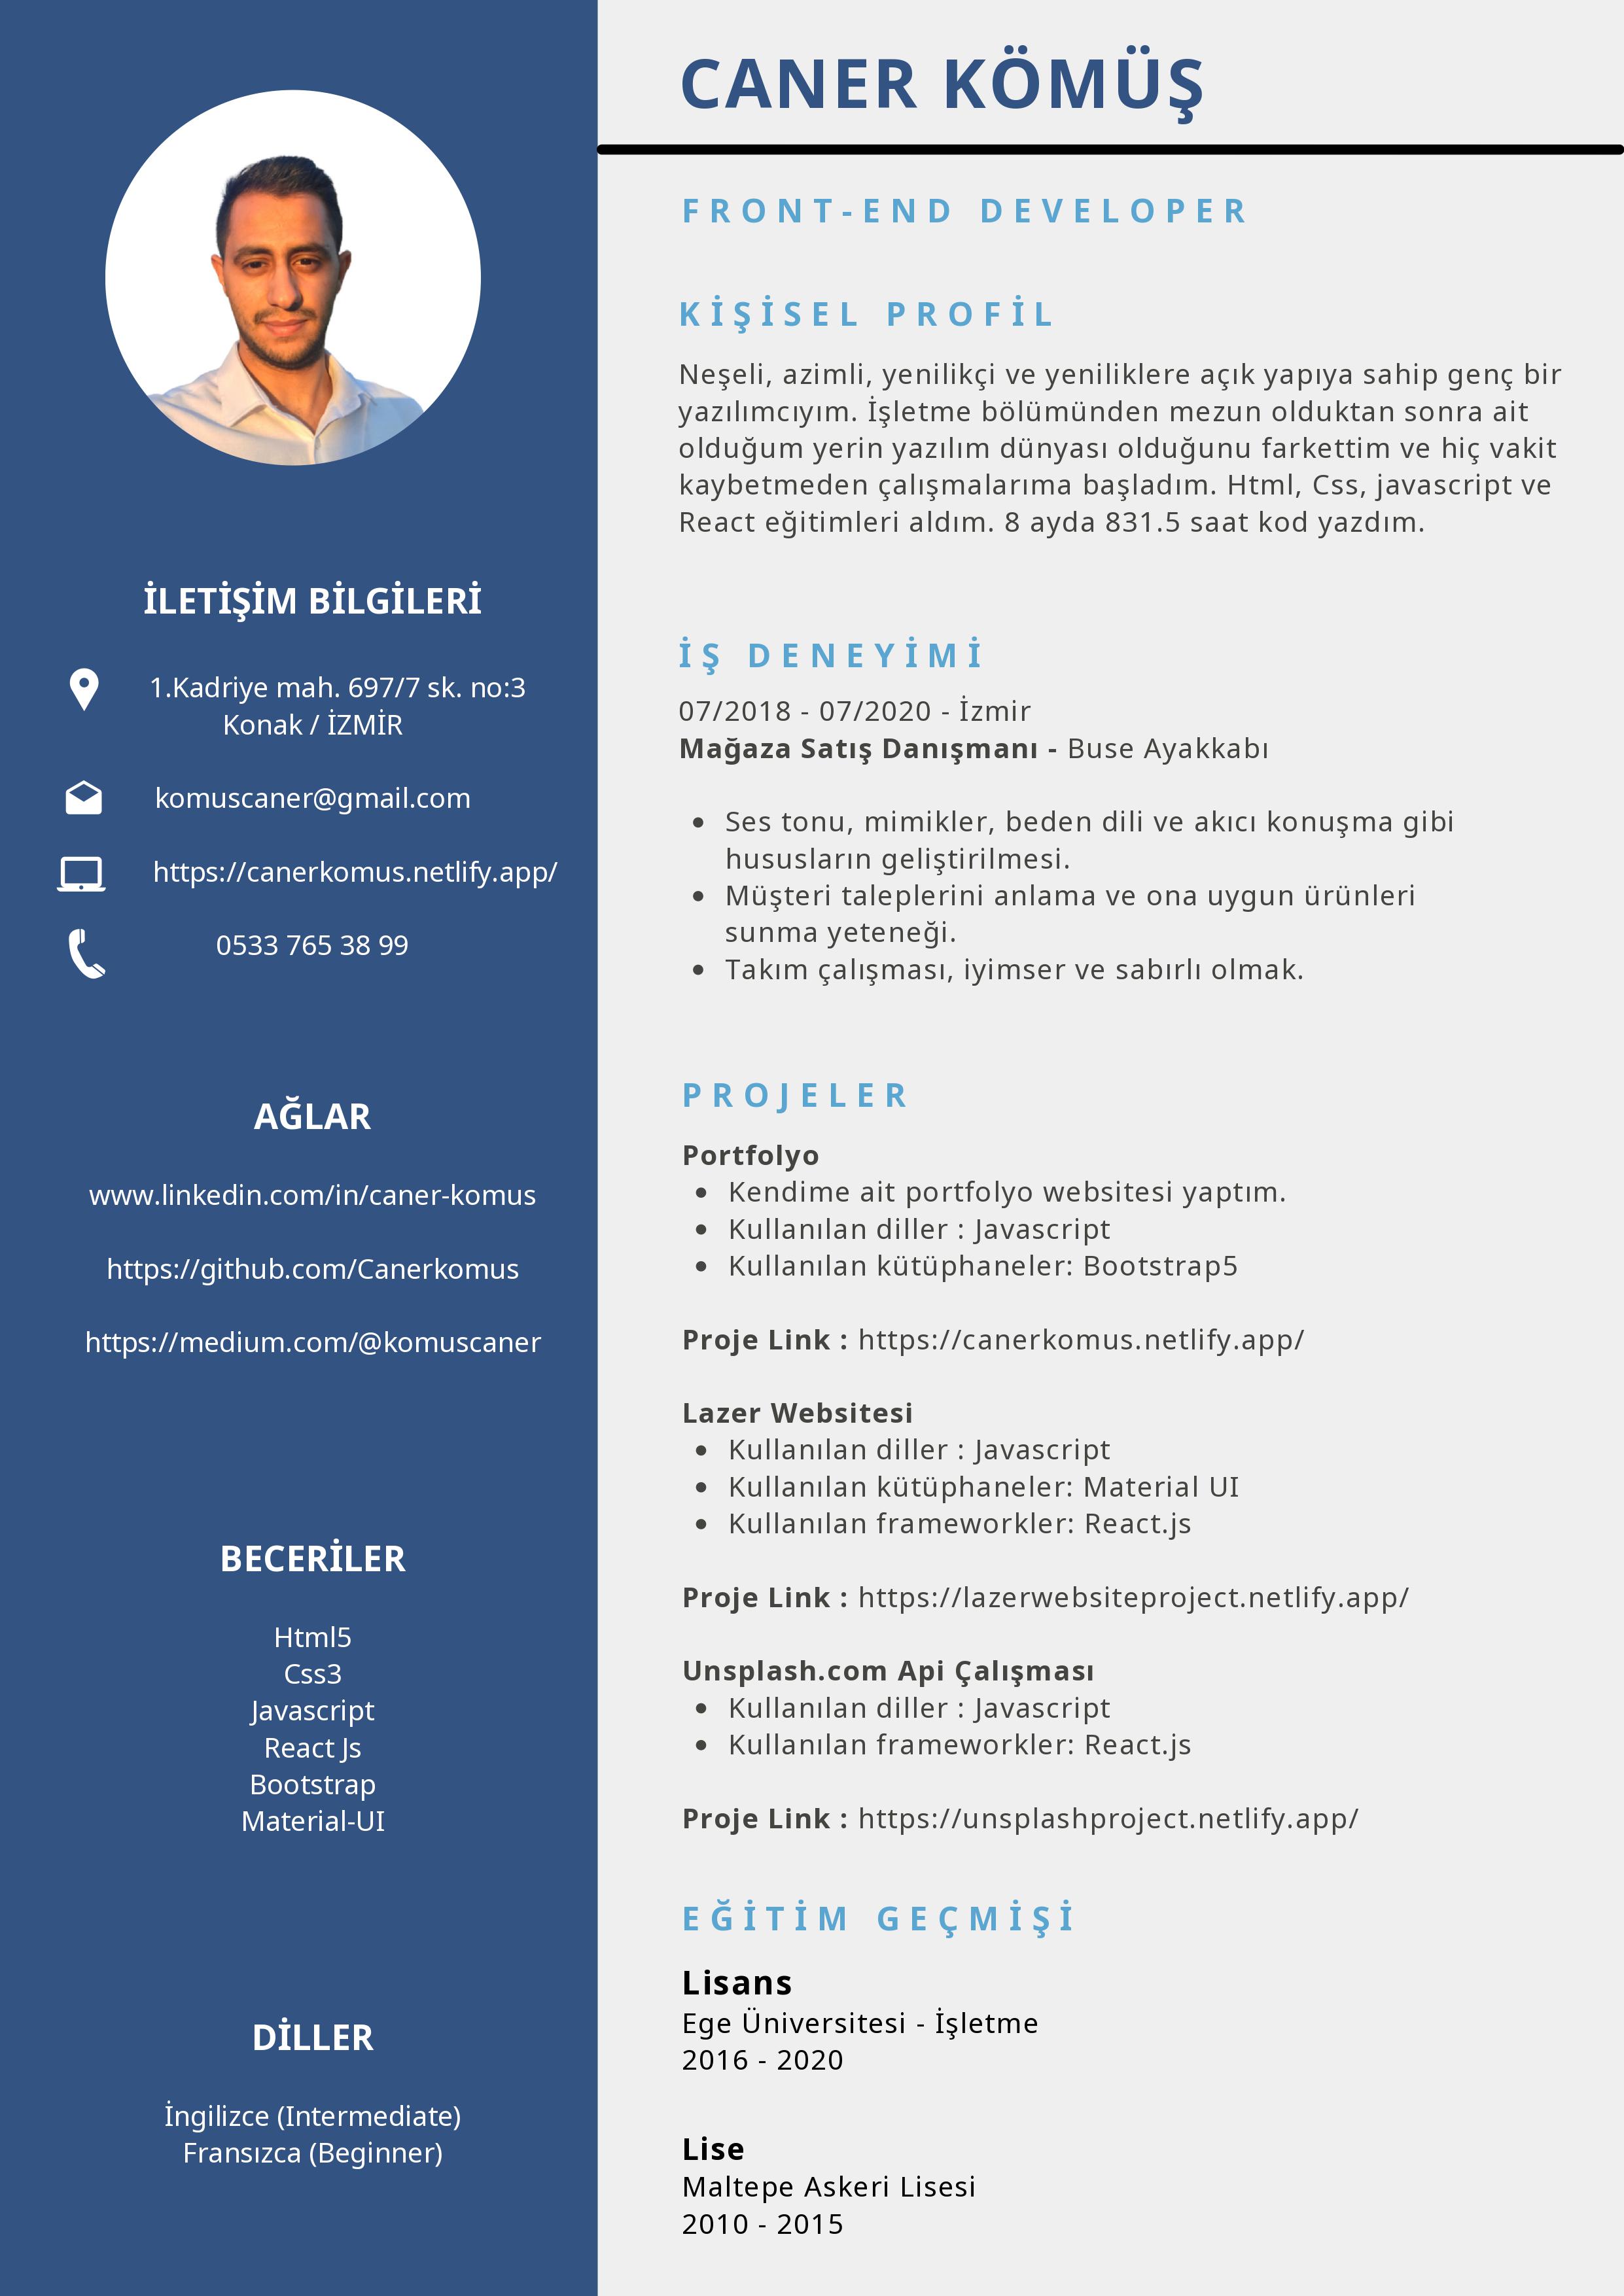 CANER KÖMÜŞ
FRONT-END DEVELOPER
KİŞİSEL PROFİL
Neşeli, azimli, yenilikçi ve yeniliklere açık yapıya sahip genç bir
yazılımcıyım. İşletme bölümünden mezun olduktan sonra ait
olduğum yerin yazılım dünyası olduğunu farkettim ve hiç vakit
kaybetmeden çalışmalarıma başladım. Html, Css, javascript ve
React eğitimleri aldım. 8 ayda 831.5 saat kod yazdım.
İŞ DENEYİMİ
07/2018 - 07/2020 - İzmir
Mağaza Satış Danışmanı - Buse Ayakkabı
• Ses tonu, mimikler, beden dili ve akıcı konuşma gibi
hususların geliştirilmesi.
• Müşteri taleplerini anlama ve ona uygun ürünleri
sunma yeteneği.
• Takım çalışması, iyimser ve sabırlı olmak.
PROJELER
Portfolyo
• Kendime ait portfolyo websitesi yaptım.
• Kullanılan diller : Javascript
• Kullanılan kütüphaneler: Bootstrap5
Proje Link : https://canerkomus.netlify.app/
Lazer Websitesi
• Kullanılan diller : Javascript
• Kullanılan kütüphaneler: Material UI
• Kullanılan frameworkler: React.js
Proje Link : https://lazerwebsiteproject.netlify.app/
Unsplash.com Api Çalışması
• Kullanılan diller : Javascript
• Kullanılan frameworkler: React.js
Proje Link : https://unsplashproject.netlify.app/
EĞİTİM GEÇMİŞİ
Lisans
Ege Üniversitesi - İşletme
2016 - 2020
Lise
Maltepe Askeri Lisesi
2010 - 2015
İLETİŞİM BİLGİLERİ
1.Kadriye mah. 697/7 sk. no:3
Konak / İZMİR
komuscaner@gmail.com
https://canerkomus.netlify.app/
0533 765 38 99
AĞLAR
www.linkedin.com/in/caner-komus
https://github.com/Canerkomus
https://medium.com/@komuscaner
BECERİLER
Html5
Css3
Javascript
React Js
Bootstrap
Material-UI
DİLLER
İngilizce (Intermediate)
Fransızca (Beginner)